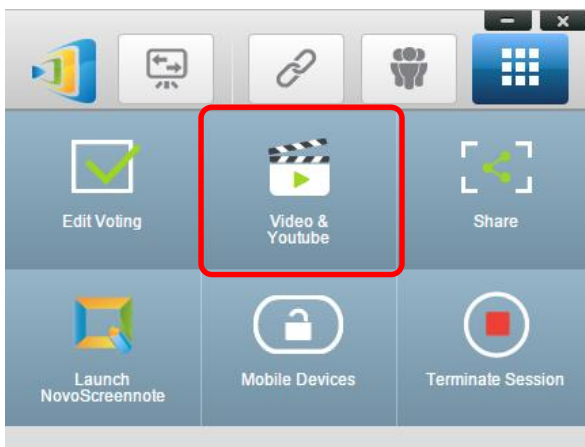 Edit Voting
Video &
Youtube
Share
Launch
NovoScreennote
Mobile Devices
Terminate Session